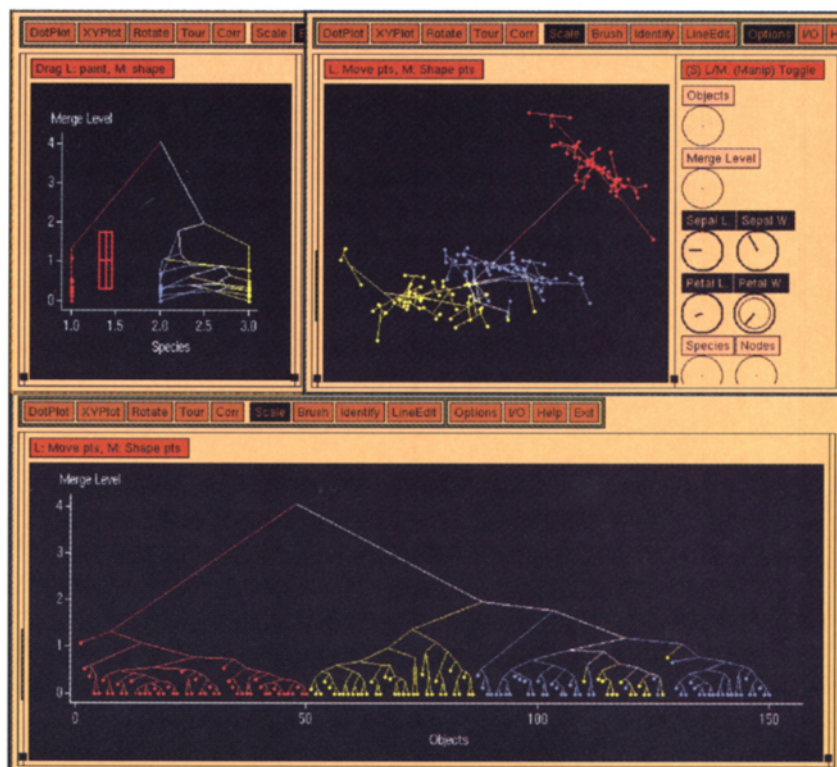 DotPlot XYPlot Rotate Tour Corr Scale
Drag L: paint, M: shape
Merge Level
4
3
2
1
0
1.0 1.5 2.0 2.5 3.0
Species
DotPlot XYPlot Rotate Tour Corr Scale Brush Identify LineEdit Options I/O
L: Move pts, M: Shape pts
(S) L/M. (Manip) Toggle
Objects
Merge Level
Sepal L Sepal W
Petal L Petal W
Species Nodes
DotPlot XYPlot Rotate Tour Corr Scale Brush Identify LineEdit Options I/O Help Exit
L: Move pts, M: Shape pts
Merge Level
4
3
2
1
0
0 50 100 150
Objects